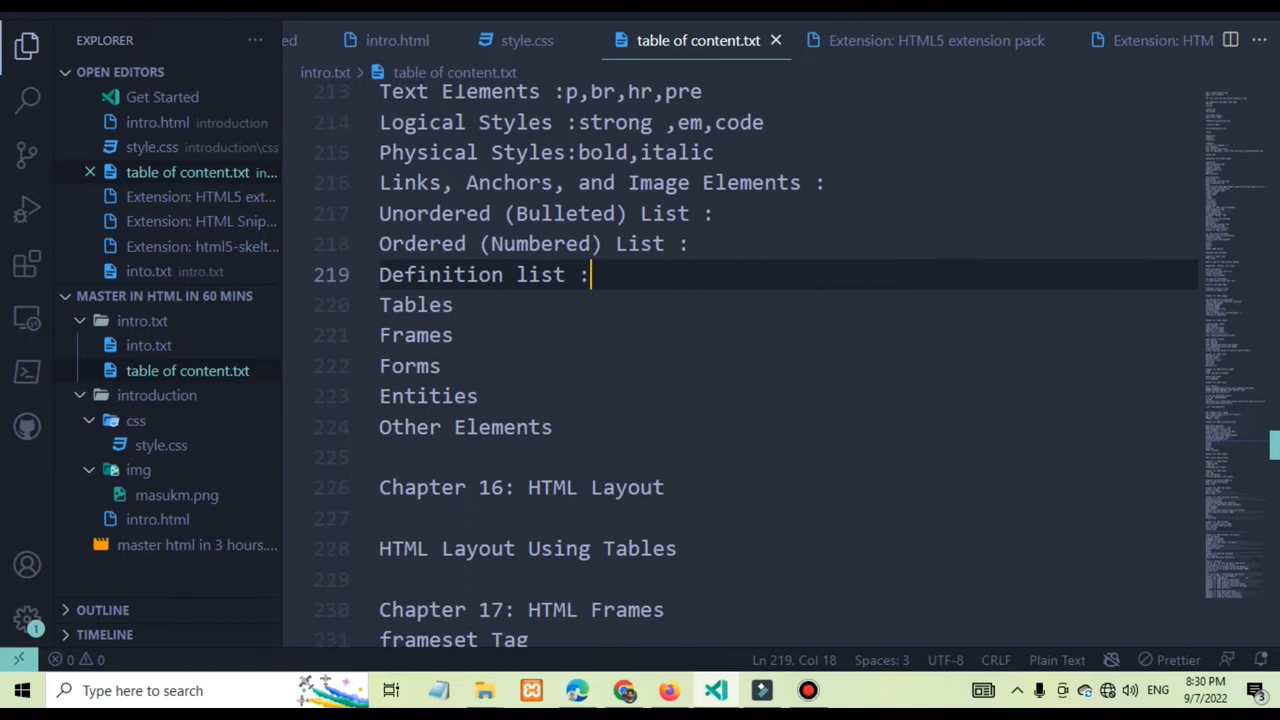 EXPLORER
ed
intro.html
style.css
table of content.txt
Extension: HTML5 extension pack
Extension: HTM
OPEN EDITORS
Get Started
intro.html introduction
style.css introduction\css
table of content.txt in...
Extension: HTML5 ext...
Extension: HTML Snip...
Extension: html5-skelt...
into.txt intro.txt
MASTER IN HTML IN 60 MINS
intro.txt
into.txt
table of content.txt
introduction
css
style.css
img
masukm.png
intro.html
master html in 3 hours....
OUTLINE
TIMELINE
intro.txt > table of content.txt
213 Text Elements :p,br,hr,pre
214 Logical Styles :strong ,em,code
215 Physical Styles:bold,italic
216 Links, Anchors, and Image Elements :
217 Unordered (Bulleted) List :
218 Ordered (Numbered) List :
219 Definition list :
220 Tables
221 Frames
222 Forms
223 Entities
224 Other Elements
225
226 Chapter 16: HTML Layout
227
228 HTML Layout Using Tables
229
230 Chapter 17: HTML Frames
231 frameset Tag
1
0 0
Ln 219, Col 18
Spaces: 3
UTF-8
CRLF
Plain Text
Prettier
Type here to search
ENG
8:30 PM
9/7/2022
3